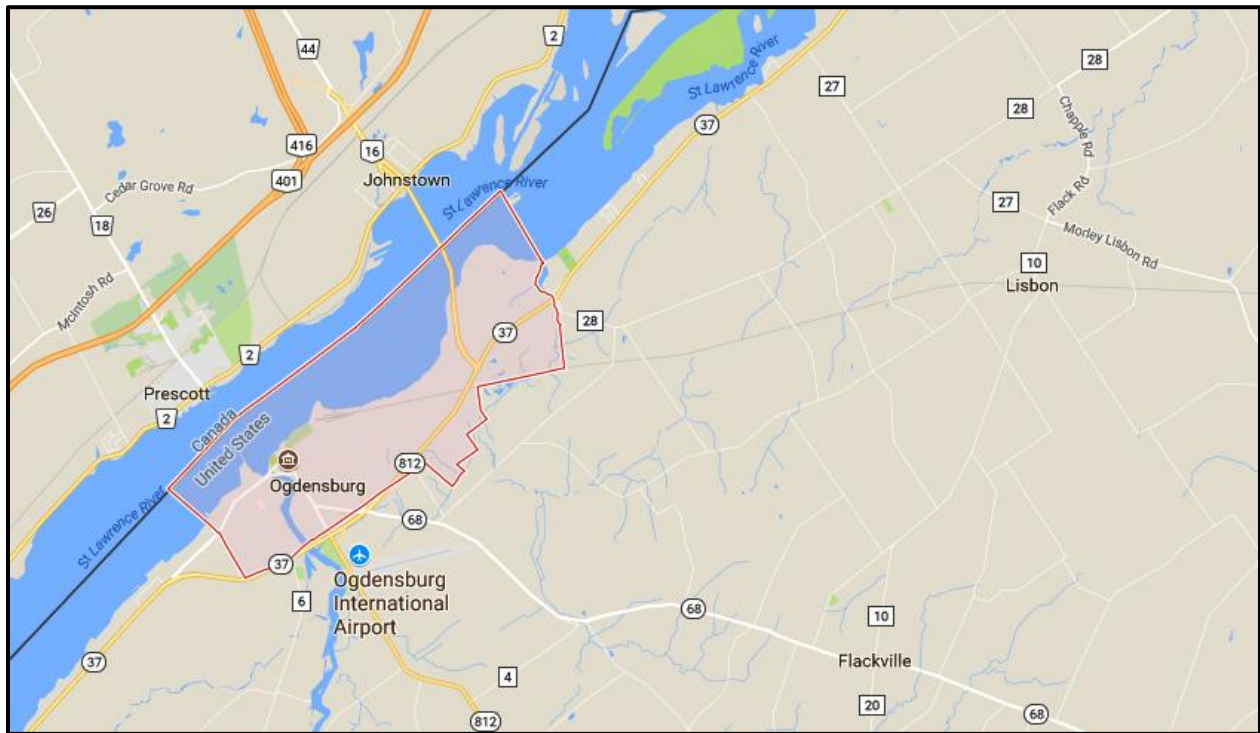 44
2
28
St Lawrence River
27
37
28
Chapple Rd
416
16
401
Johnstown
Cedar Grove Rd
St Lawrence River
26
18
27
Flack Rd
Morley Lisbon Rd
10
Lisbon
McIntosh Rd
28
37
2
Prescott
2
Canada
United States
812
Ogdensburg
St Lawrence River
68
37
Ogdensburg
International
Airport
6
68
10
37
Flackville
4
20
68
812